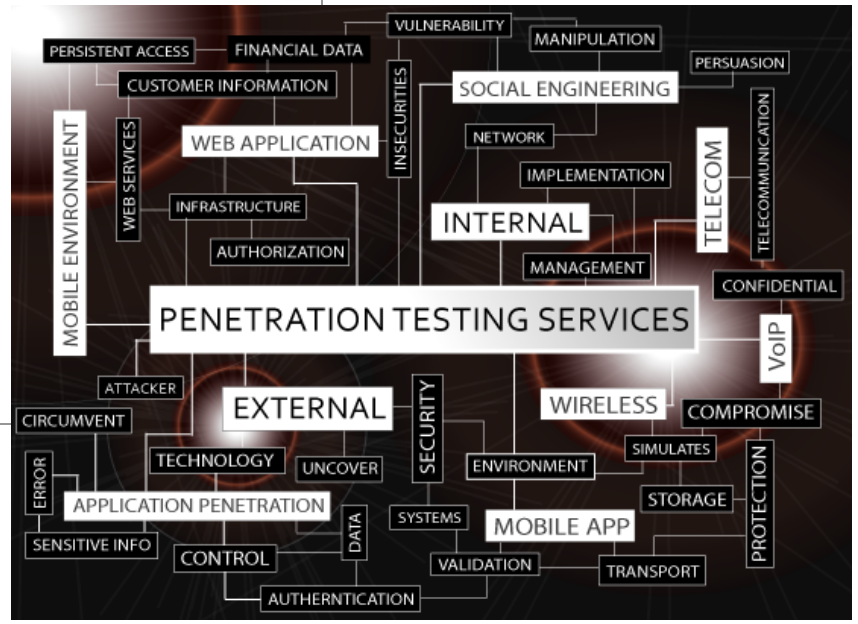 VULNERABILITY
PERSISTENT ACCESS
FINANCIAL DATA
MANIPULATION
PERSUASION
CUSTOMER INFORMATION
SOCIAL ENGINEERING
INSECURITIES
WEB APPLICATION
NETWORK
TELECOMMUNICATION
MOBILE ENVIRONMENT
WEB SERVICES
IMPLEMENTATION
TELECOM
INFRASTRUCTURE
INTERNAL
AUTHORIZATION
MANAGEMENT
CONFIDENTIAL
PENETRATION TESTING SERVICES
VoIP
ATTACKER
EXTERNAL
SECURITY
WIRELESS
COMPROMISE
CIRCUMVENT
TECHNOLOGY
UNCOVER
ENVIRONMENT
SIMULATES
ERROR
PROTECTION
APPLICATION PENETRATION
STORAGE
SYSTEMS
MOBILE APP
DATA
SENSITIVE INFO
CONTROL
VALIDATION
TRANSPORT
AUTHERNTICATION